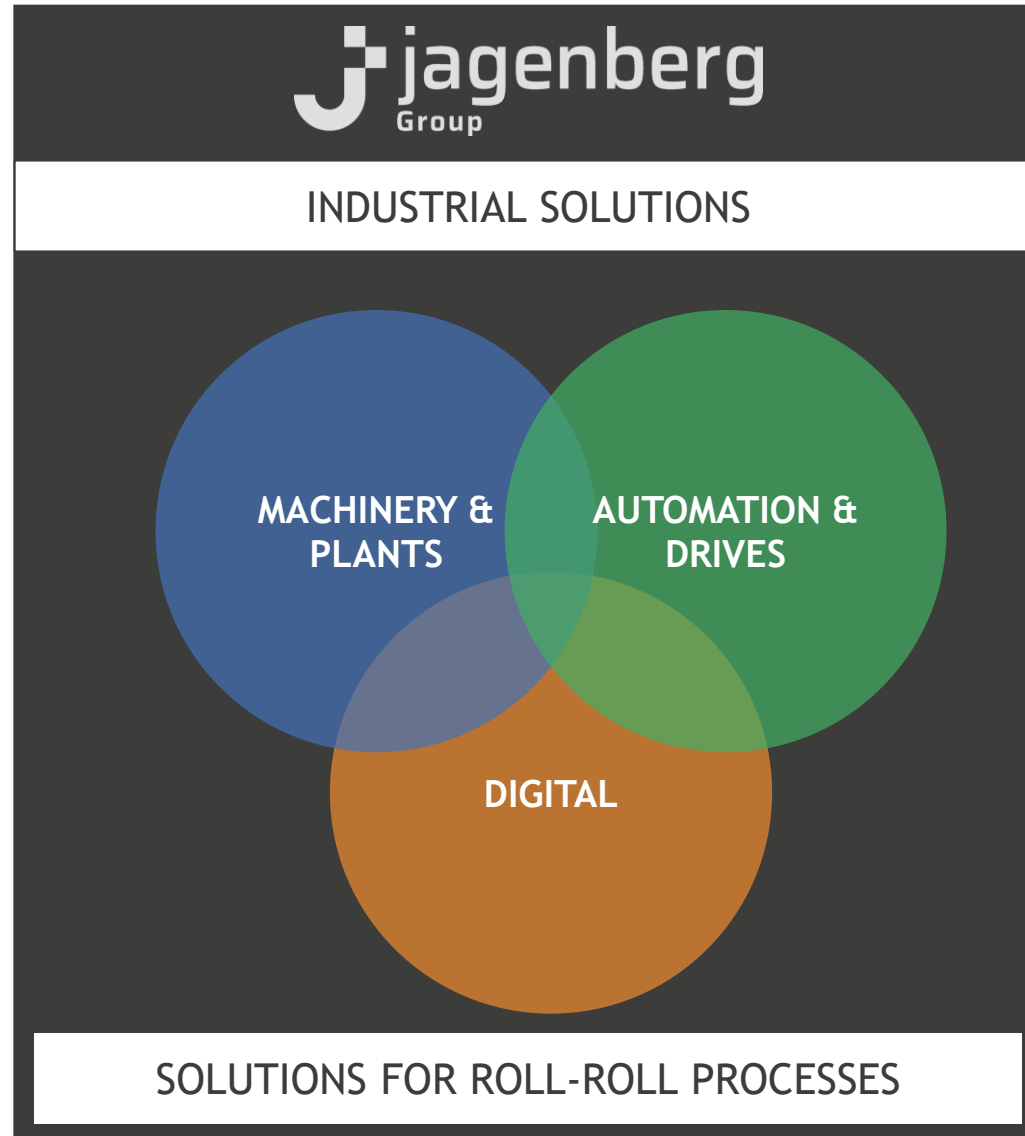 jagenberg
Group
INDUSTRIAL SOLUTIONS
MACHINERY &
PLANTS
AUTOMATION &
DRIVES
DIGITAL
SOLUTIONS FOR ROLL-ROLL PROCESSES